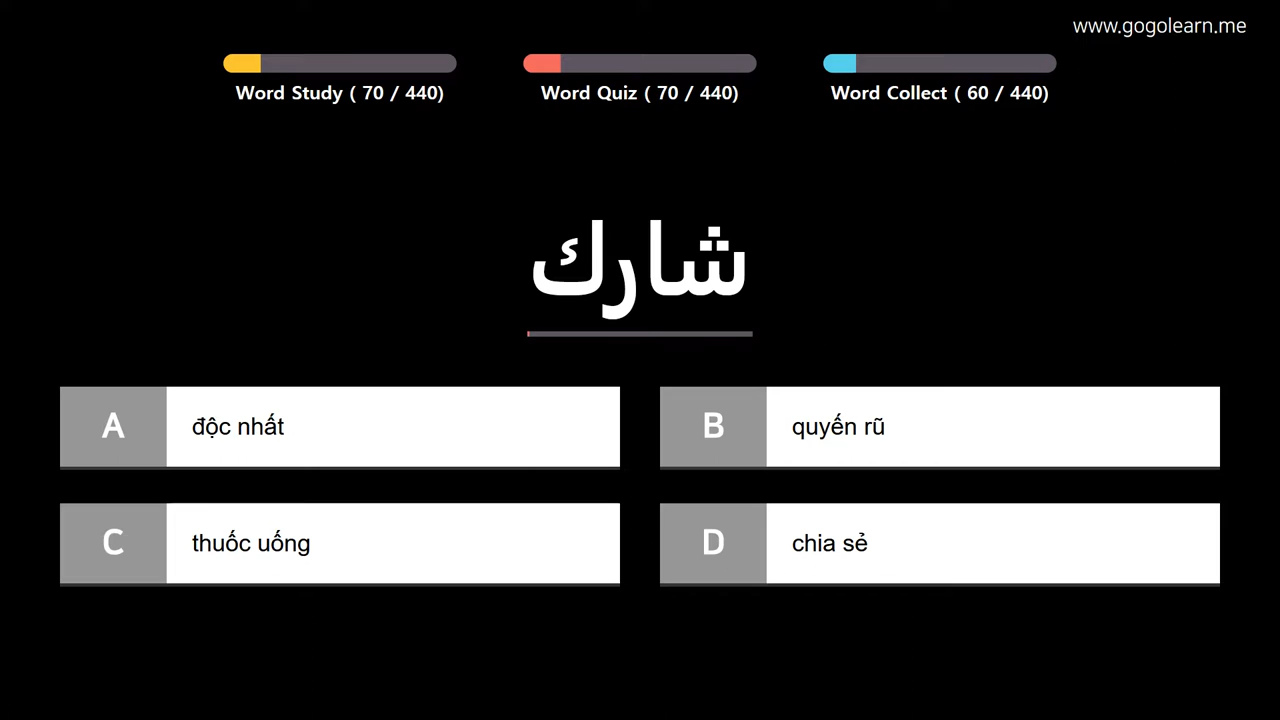 www.gogolearn.me
Word Study ( 70 / 440)
Word Quiz ( 70 / 440)
Word Collect ( 60 / 440)
شارك
A độc nhất
B quyến rũ
C thuốc uống
D chia sẻ